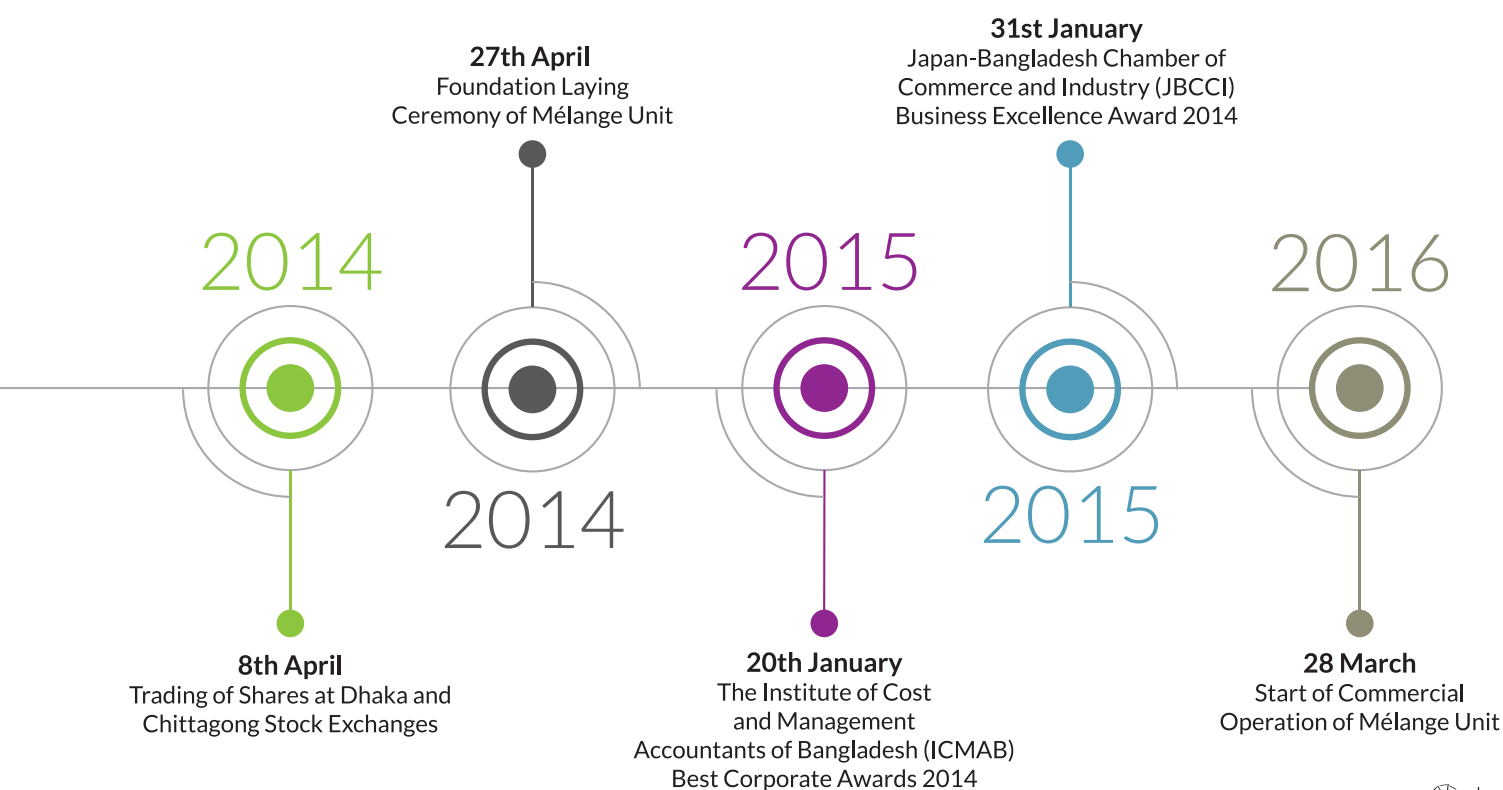 2014
8th April
Trading of Shares at Dhaka and
Chittagong Stock Exchanges
27th April
Foundation Laying
Ceremony of Mélange Unit
2014
2015
20th January
The Institute of Cost
and Management
Accountants of Bangladesh (ICMAB)
Best Corporate Awards 2014
31st January
Japan-Bangladesh Chamber of
Commerce and Industry (JBCCI)
Business Excellence Award 2014
2015
2016
28 March
Start of Commercial
Operation of Mélange Unit